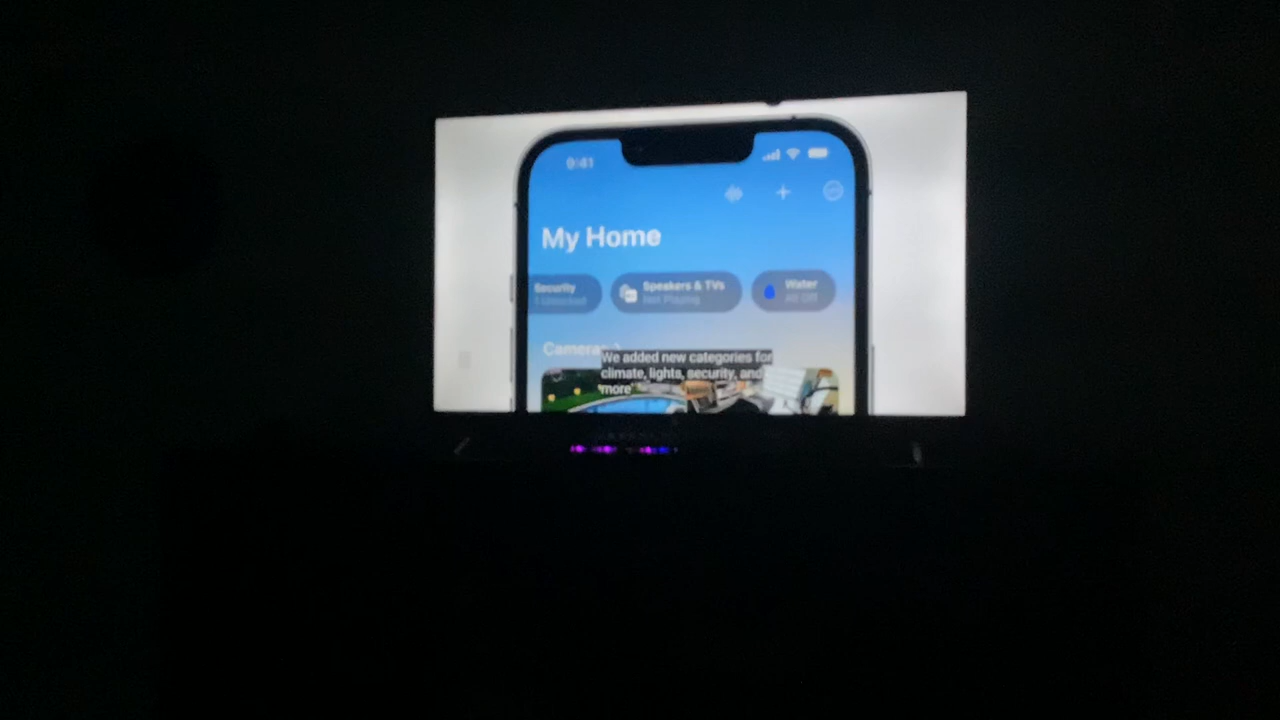 9:41
My Home
Security
1 Unlocked
Speakers & TVs
Not Playing
Water
All Off
Cameras
We added new categories for
climate, lights, security, and
more